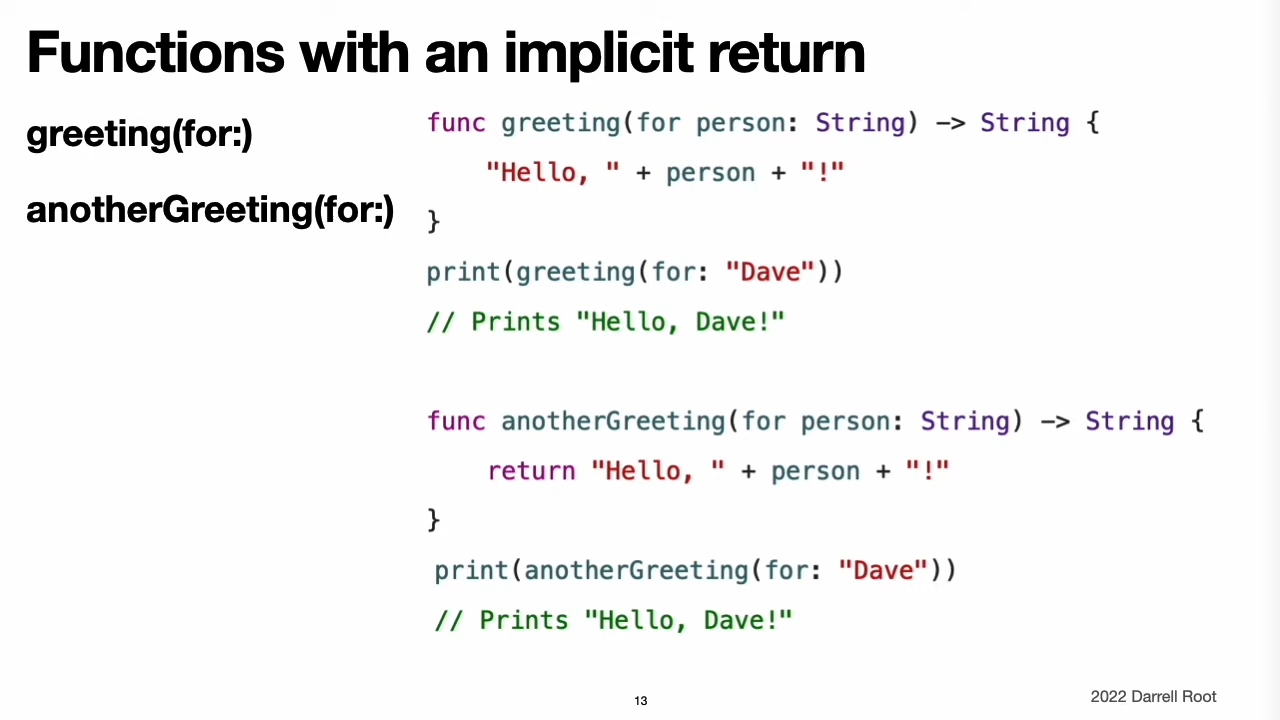 Functions with an implicit return
greeting(for:)
anotherGreeting(for:)
func greeting(for person: String) -> String {
    "Hello, " + person + "!"
}
print(greeting(for: "Dave"))
// Prints "Hello, Dave!"
func anotherGreeting(for person: String) -> String {
    return "Hello, " + person + "!"
}
print(anotherGreeting(for: "Dave"))
// Prints "Hello, Dave!"
13
2022 Darrell Root